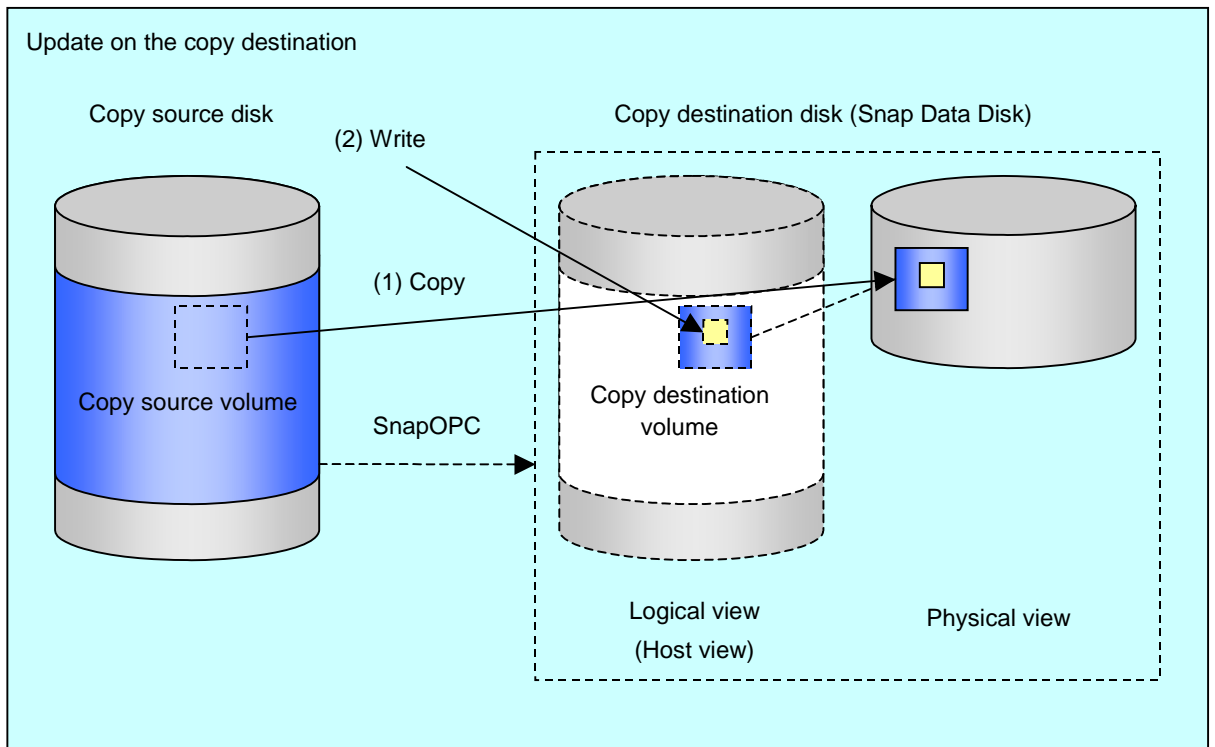 Update on the copy destination
Copy source disk
Copy destination disk (Snap Data Disk)
(2) Write
(1) Copy
Copy source volume
Copy destination
volume
SnapOPC
Logical view
(Host view)
Physical view